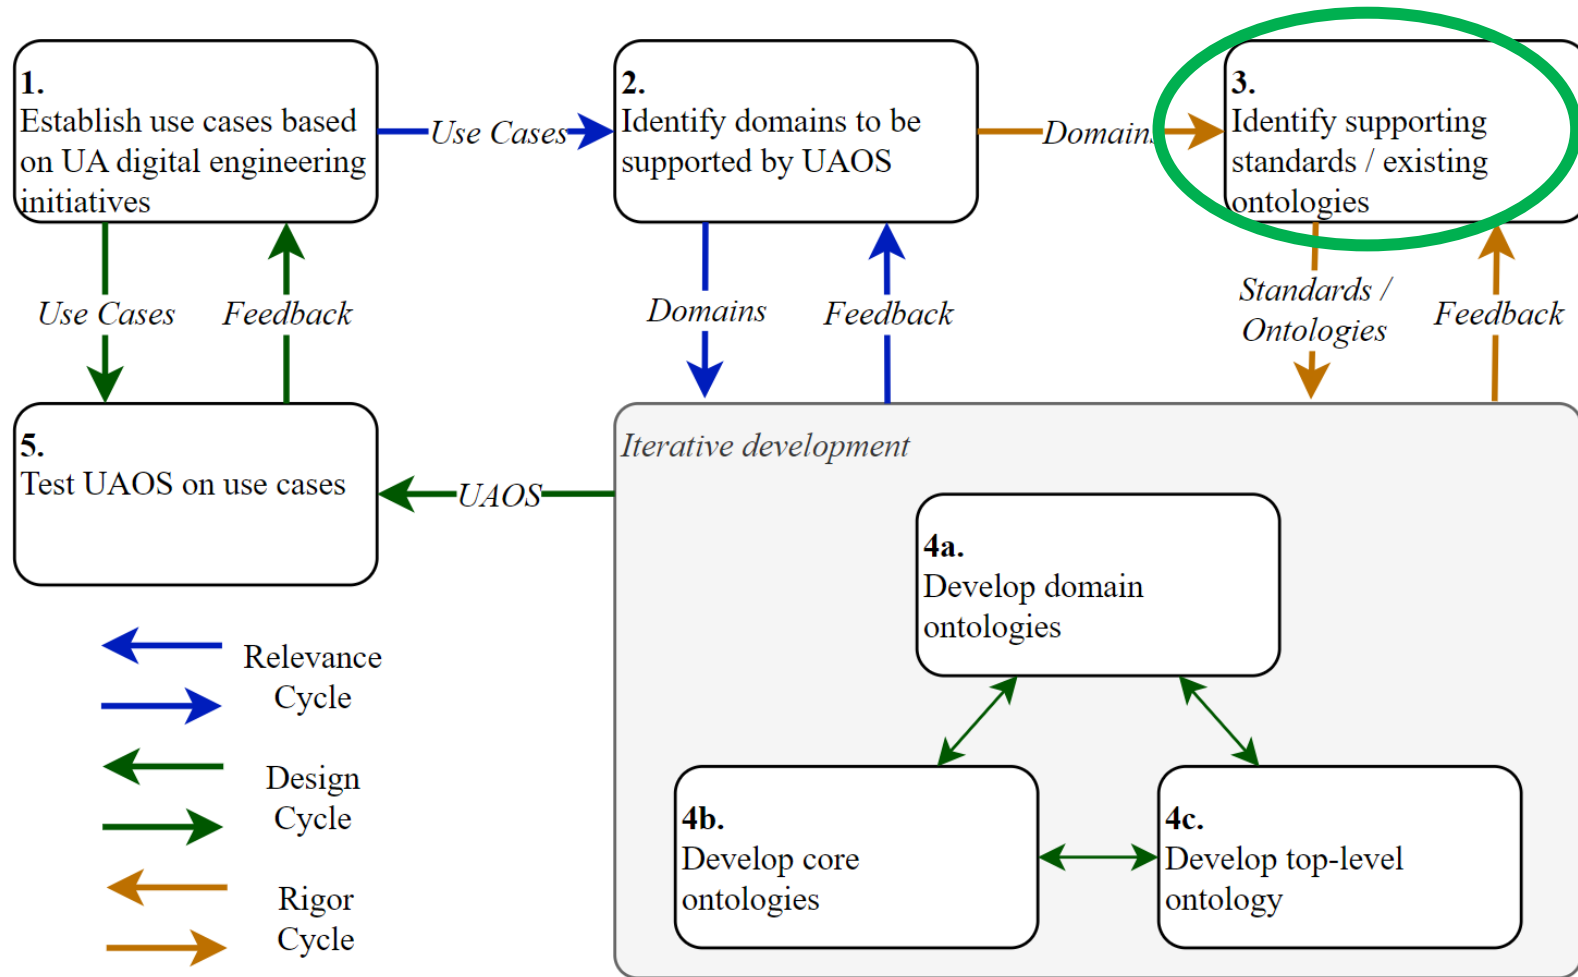 1.
Establish use cases based
on UA digital engineering
initiatives
Use Cases
2.
Identify domains to be
supported by UAOS
Domains
3.
Identify supporting
standards / existing
ontologies
Use Cases
Feedback
Domains
Feedback
Standards /
Ontologies
Feedback
5.
Test UAOS on use cases
UAOS
Iterative development
4a.
Develop domain
ontologies
4b.
Develop core
ontologies
4c.
Develop top-level
ontology
Relevance
Cycle
Design
Cycle
Rigor
Cycle